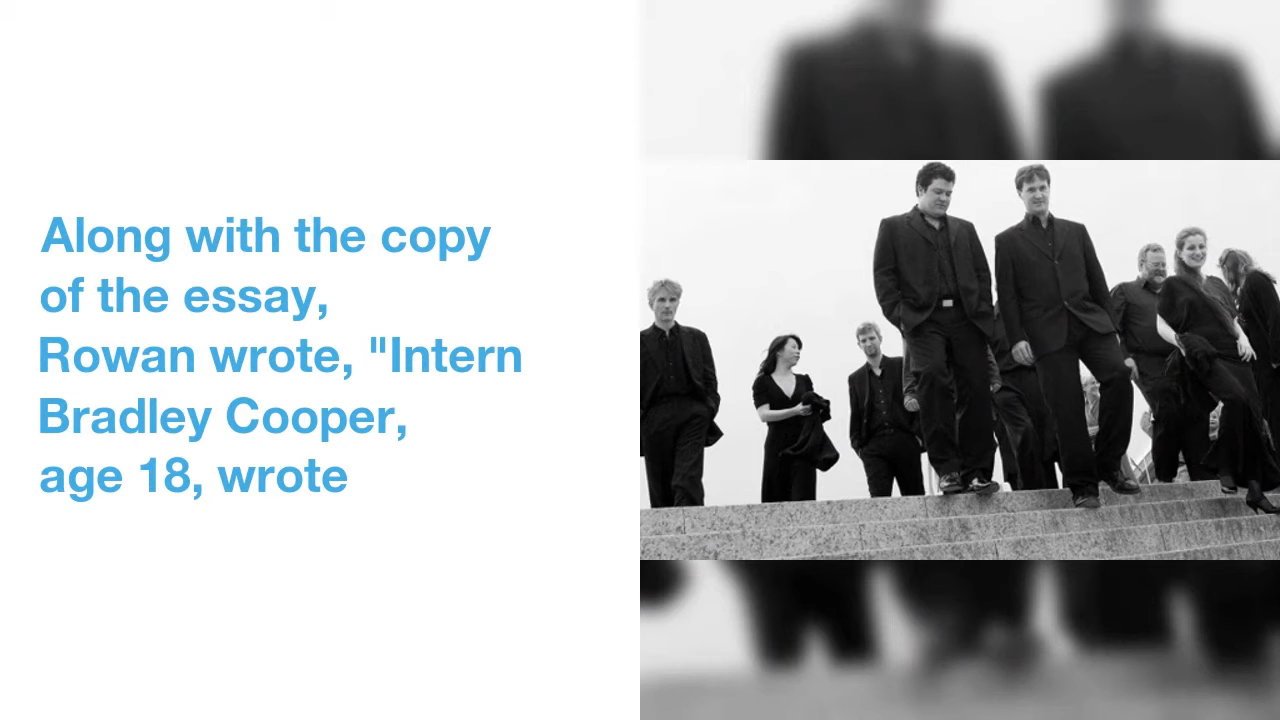 Along with the copy
of the essay,
Rowan wrote, "Intern
Bradley Cooper,
age 18, wrote